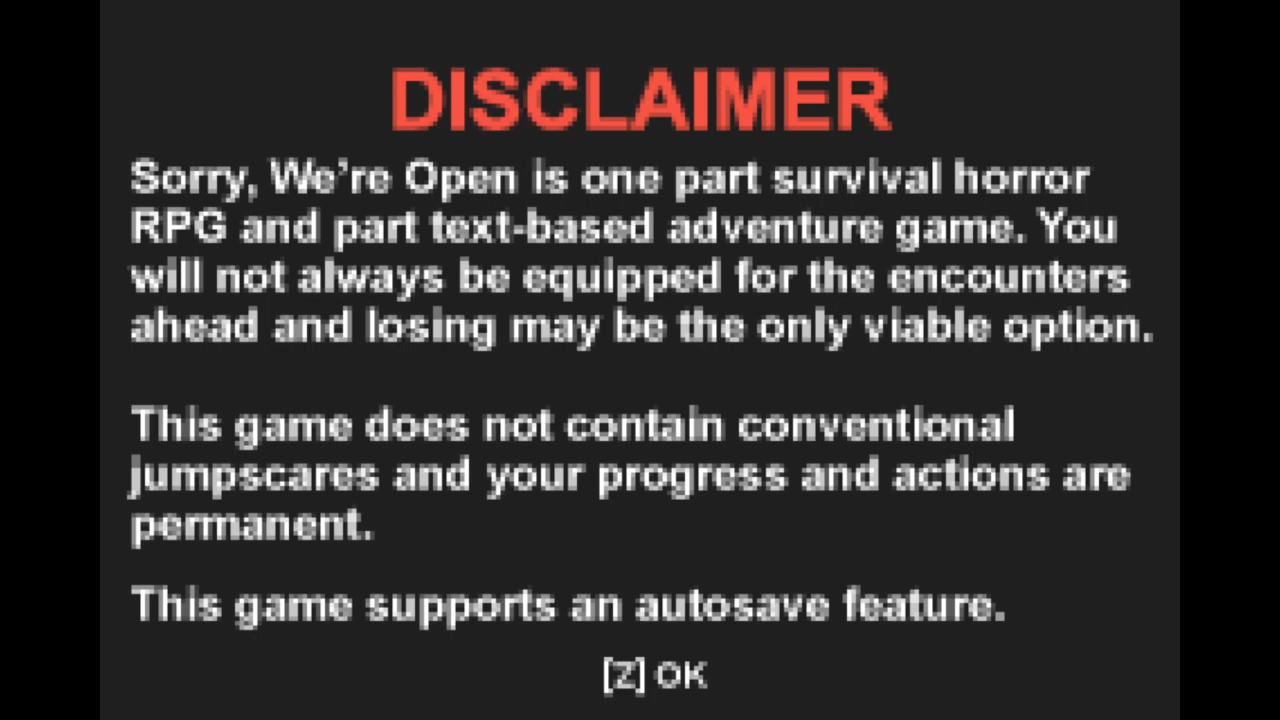 DISCLAIMER
Sorry, We’re Open is one part survival horror
RPG and part text-based adventure game. You
will not always be equipped for the encounters
ahead and losing may be the only viable option.
This game does not contain conventional
jumpscares and your progress and actions are
permanent.
This game supports an autosave feature.
[Z] OK